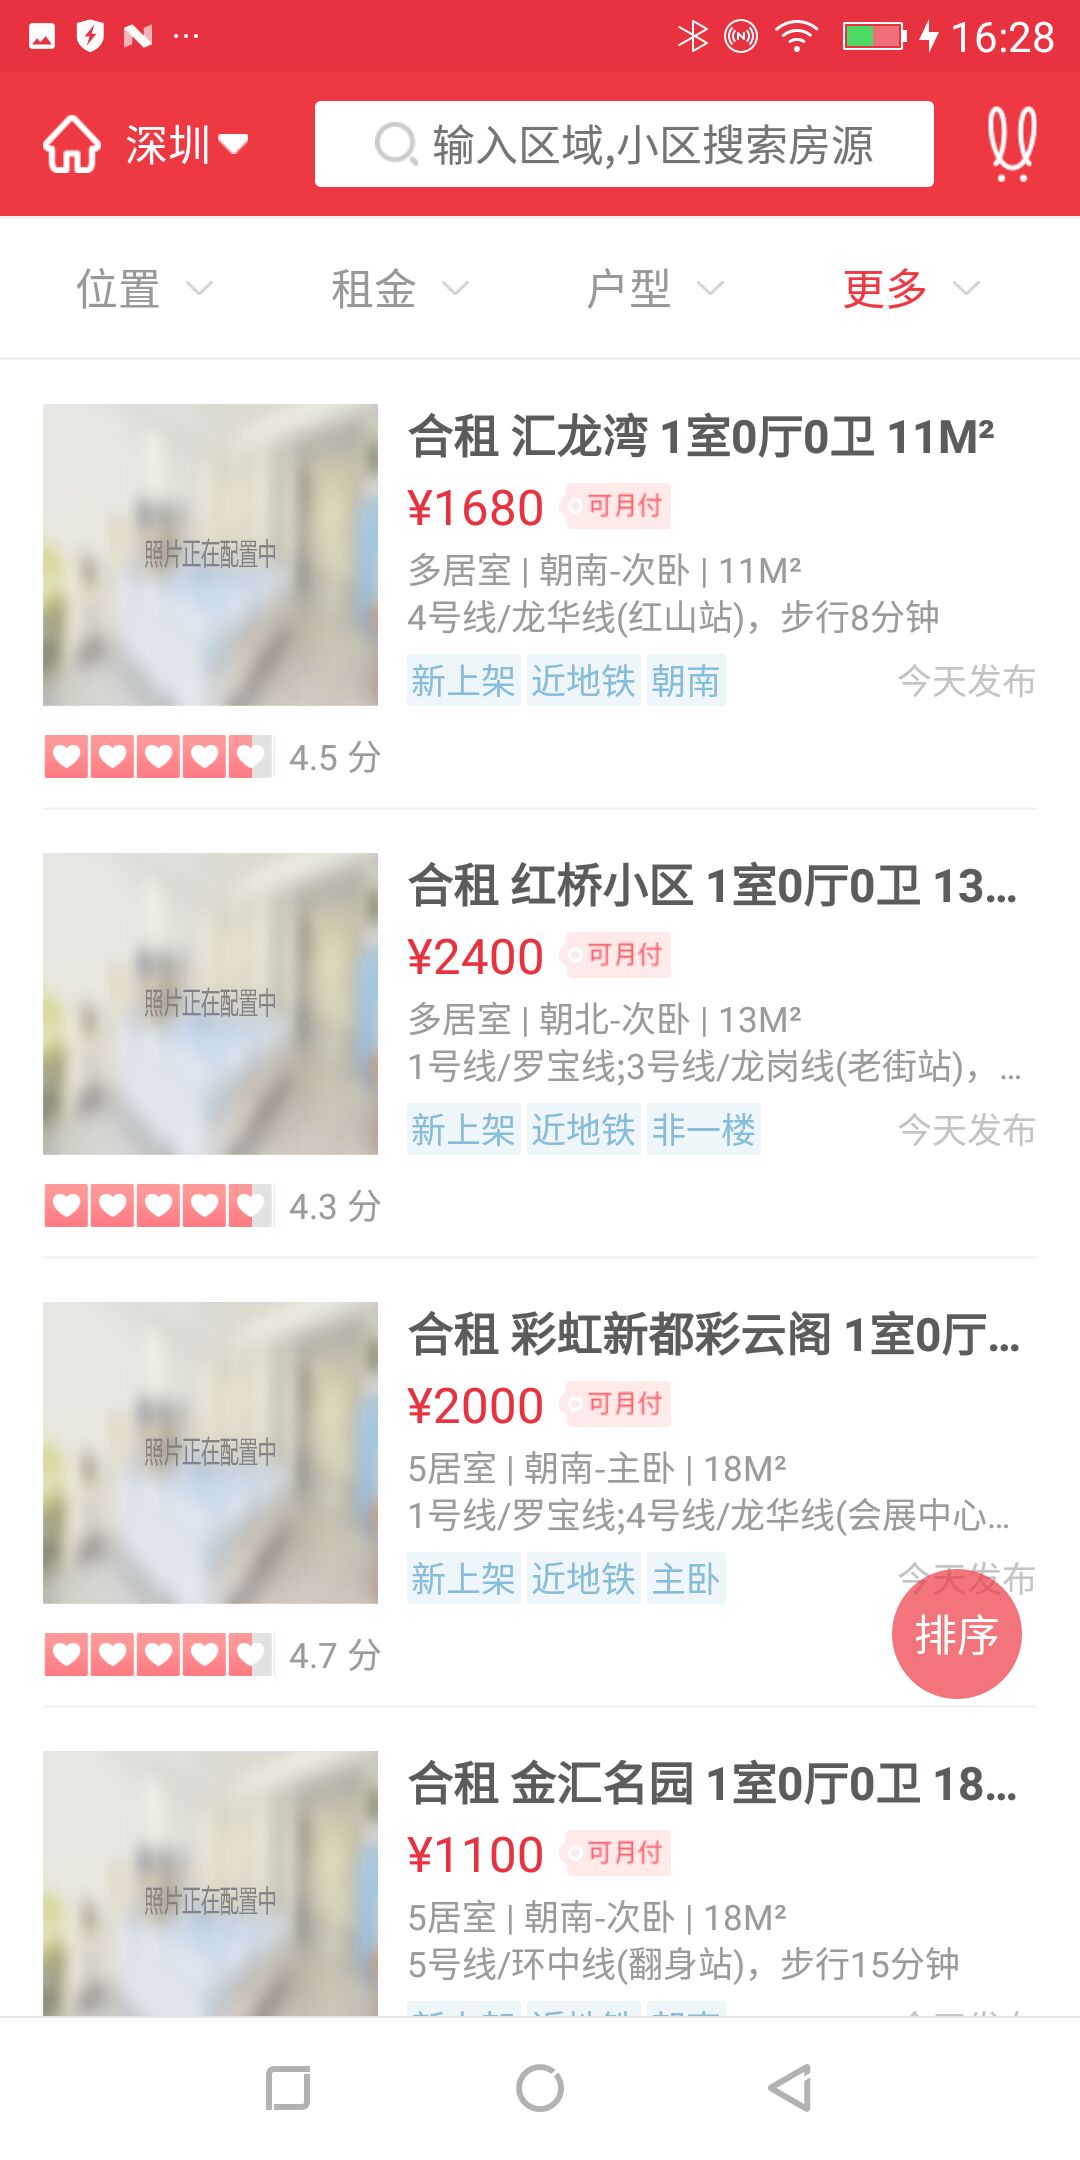 16:28
深圳
输入区域,小区搜索房源
位置 租金 户型 更多
照片正在配置中
合租 汇龙湾 1室0厅0卫 11M²
¥1680 可月付
多居室 | 朝南-次卧 | 11M²
4号线/龙华线(红山站)，步行8分钟
新上架 近地铁 朝南 今天发布
4.5 分
照片正在配置中
合租 红桥小区 1室0厅0卫 13...
¥2400 可月付
多居室 | 朝北-次卧 | 13M²
1号线/罗宝线;3号线/龙岗线(老街站)，...
新上架 近地铁 非一楼 今天发布
4.3 分
照片正在配置中
合租 彩虹新都彩云阁 1室0厅...
¥2000 可月付
5居室 | 朝南-主卧 | 18M²
1号线/罗宝线;4号线/龙华线(会展中心...
新上架 近地铁 主卧 今天发布
4.7 分
排序
照片正在配置中
合租 金汇名园 1室0厅0卫 18...
¥1100 可月付
5居室 | 朝南-次卧 | 18M²
5号线/环中线(翻身站)，步行15分钟